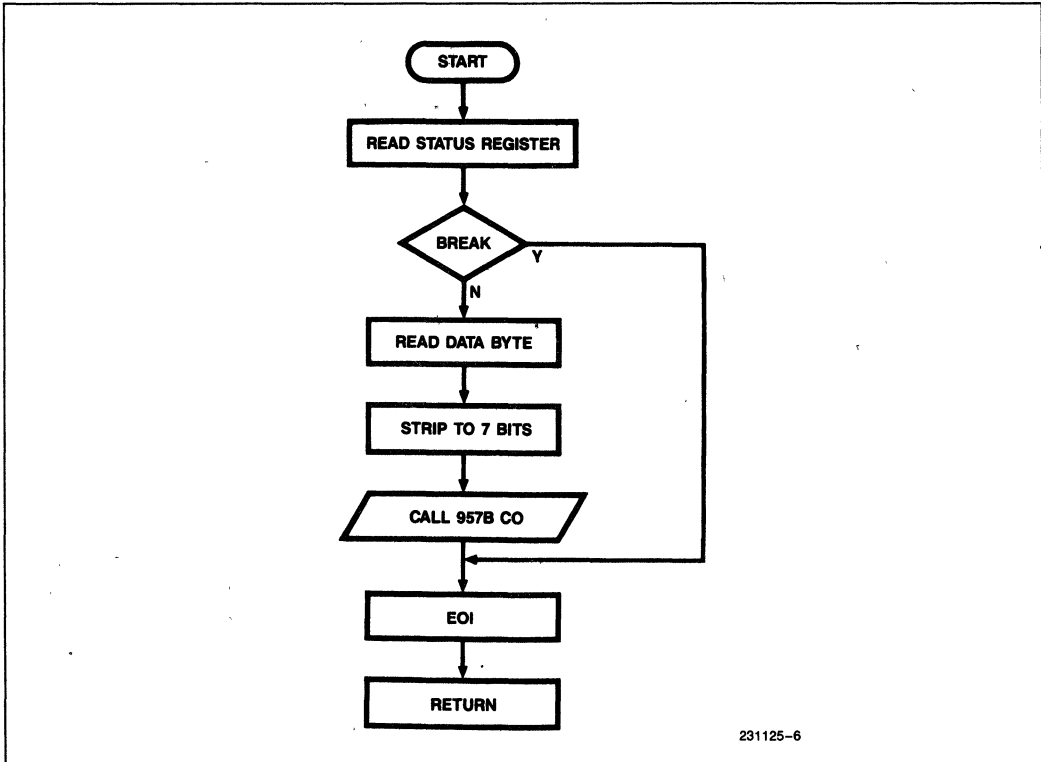 START
READ STATUS REGISTER
BREAK
Y
N
READ DATA BYTE
STRIP TO 7 BITS
CALL 957B CO
EOI
RETURN
231125-6